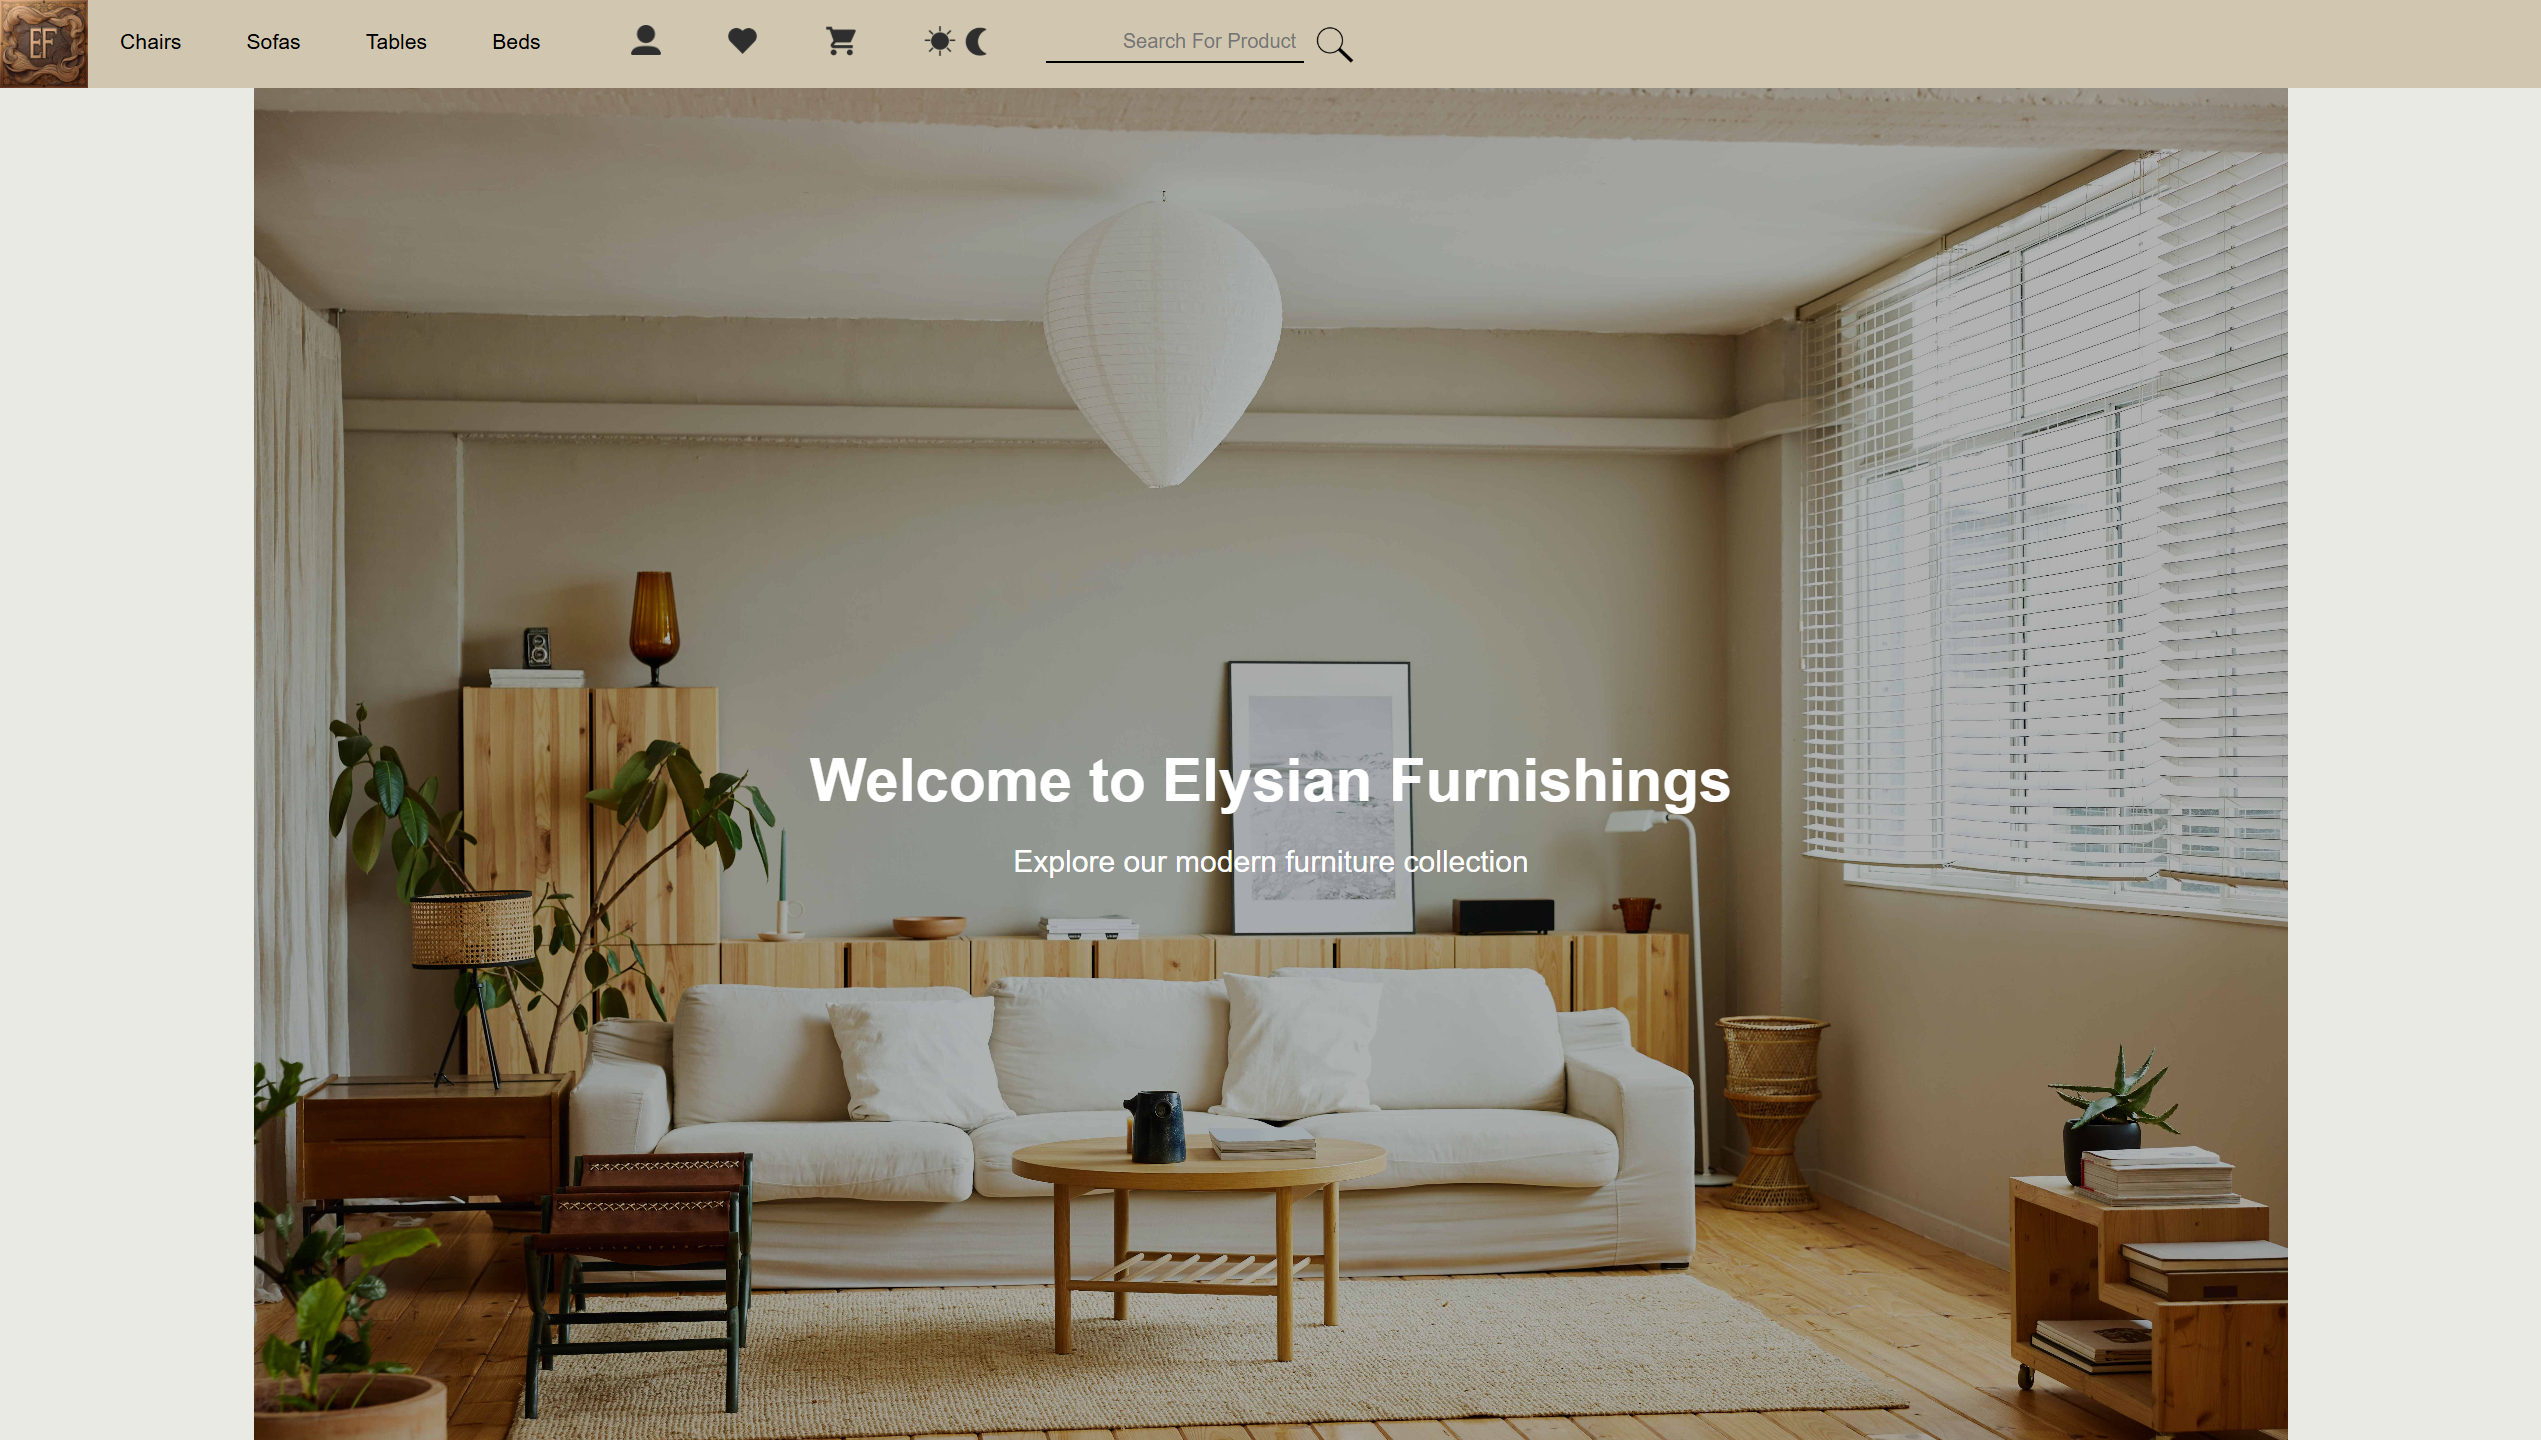 EF
Chairs
Sofas
Tables
Beds
Search For Product
Welcome to Elysian Furnishings
Explore our modern furniture collection